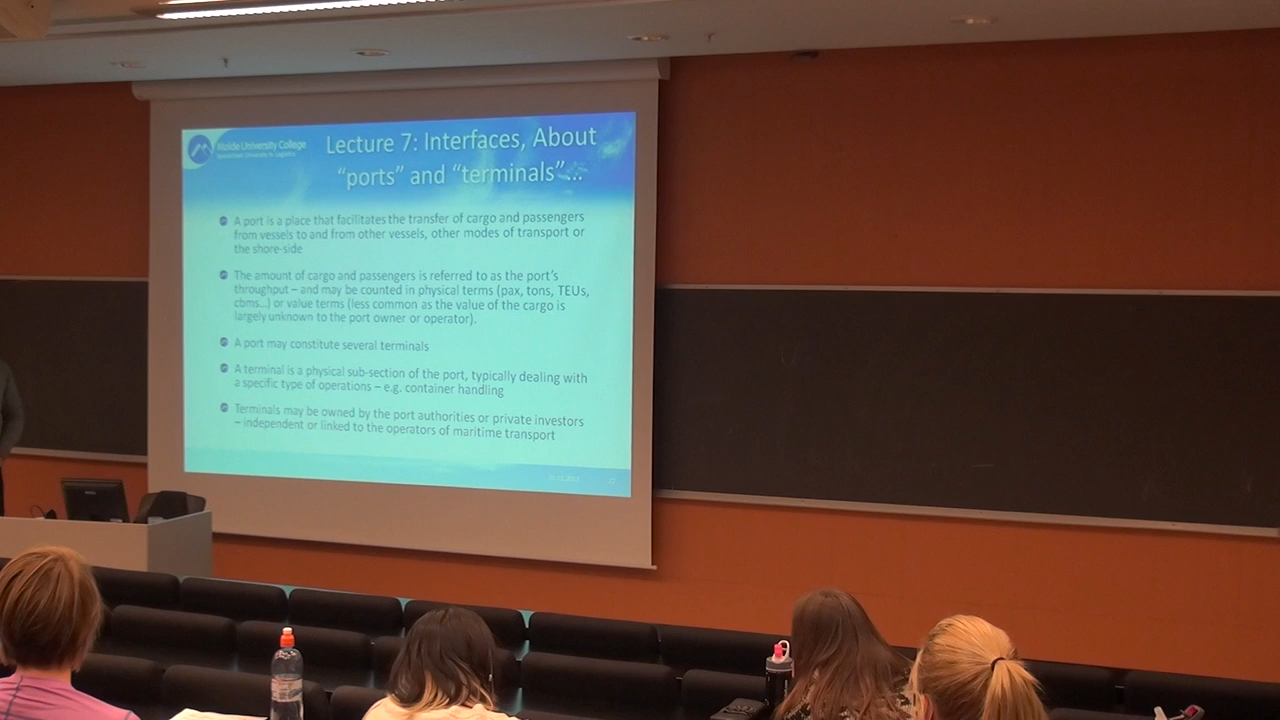 Molde University College
Specialized University in Logistics
Lecture 7: Interfaces, About
“ports” and “terminals”...
A port is a place that facilitates the transfer of cargo and passengers
from vessels to and from other vessels, other modes of transport or
the shore-side
The amount of cargo and passengers is referred to as the port’s
throughput – and may be counted in physical terms (pax, tons, TEUs,
cbms...) or value terms (less common as the value of the cargo is
largely unknown to the port owner or operator).
A port may constitute several terminals
A terminal is a physical sub-section of the port, typically dealing with
a specific type of operations – e.g. container handling
Terminals may be owned by the port authorities or private investors
– independent or linked to the operators of maritime transport